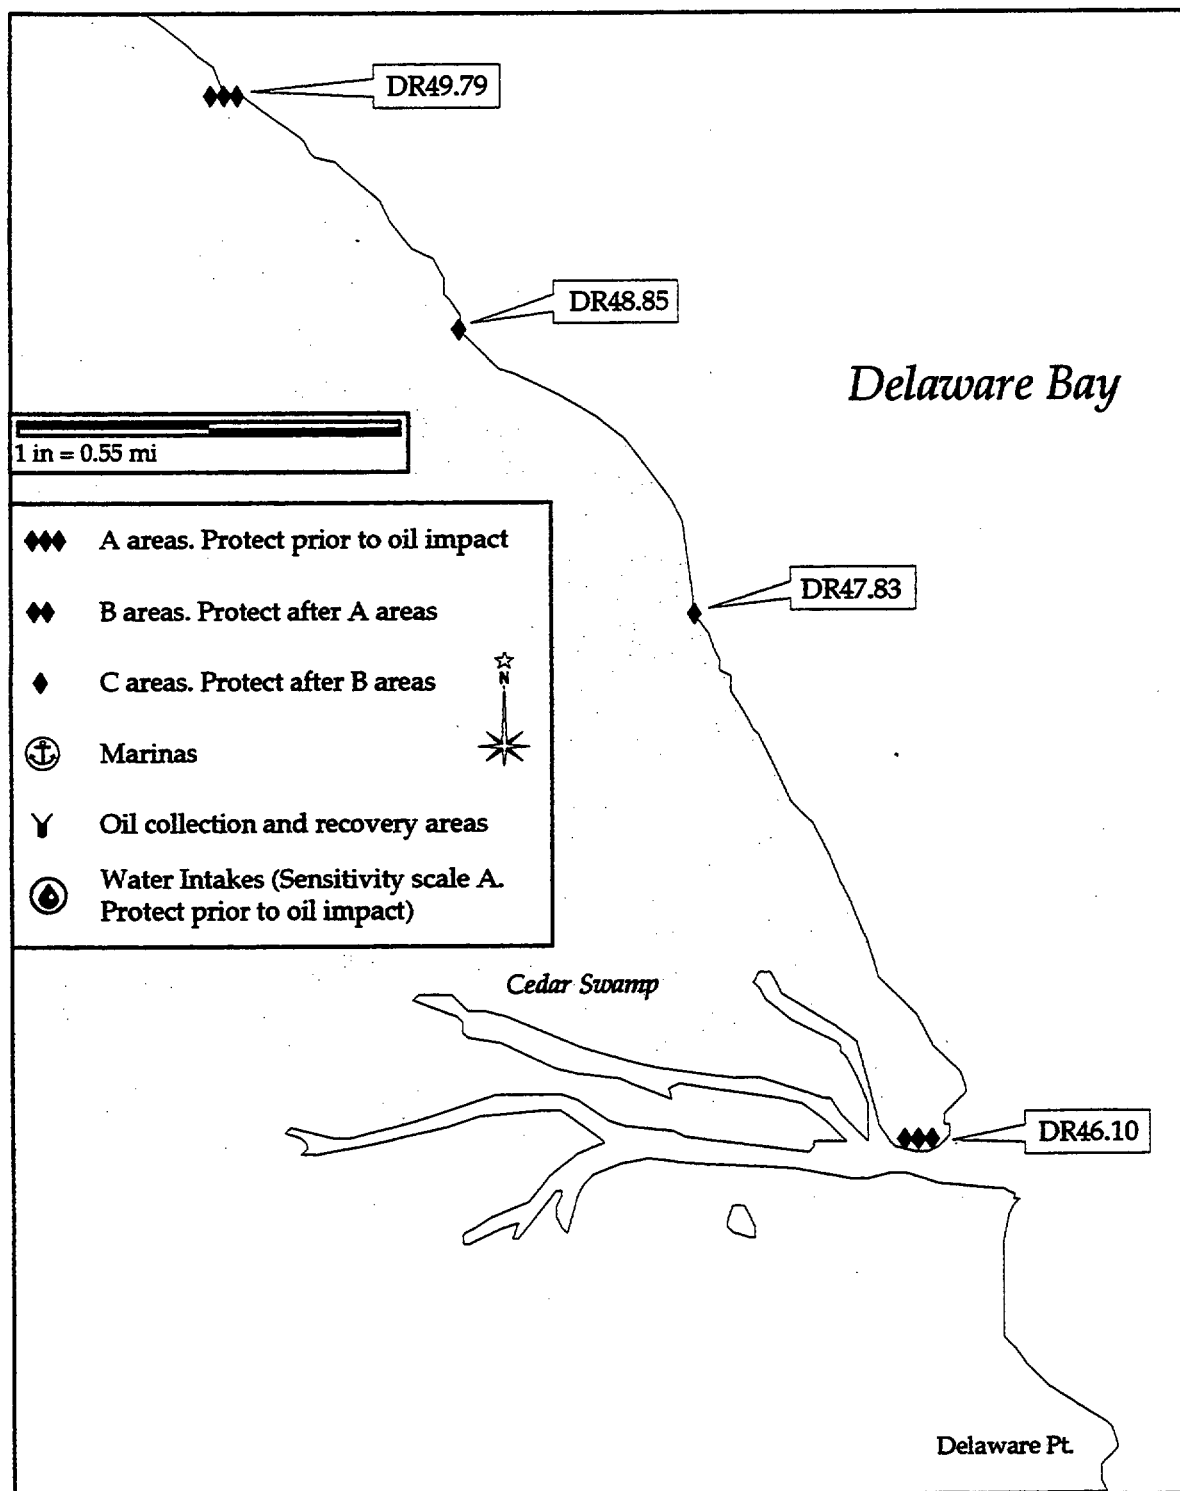 DR49.79
DR48.85
Delaware Bay
1 in = 0.55 mi
A areas. Protect prior to oil impact
DR47.83
B areas. Protect after A areas
C areas. Protect after B areas
N
Marinas
Oil collection and recovery areas
Water Intakes (Sensitivity scale A.
Protect prior to oil impact)
Cedar Swamp
DR46.10
Delaware Pt.